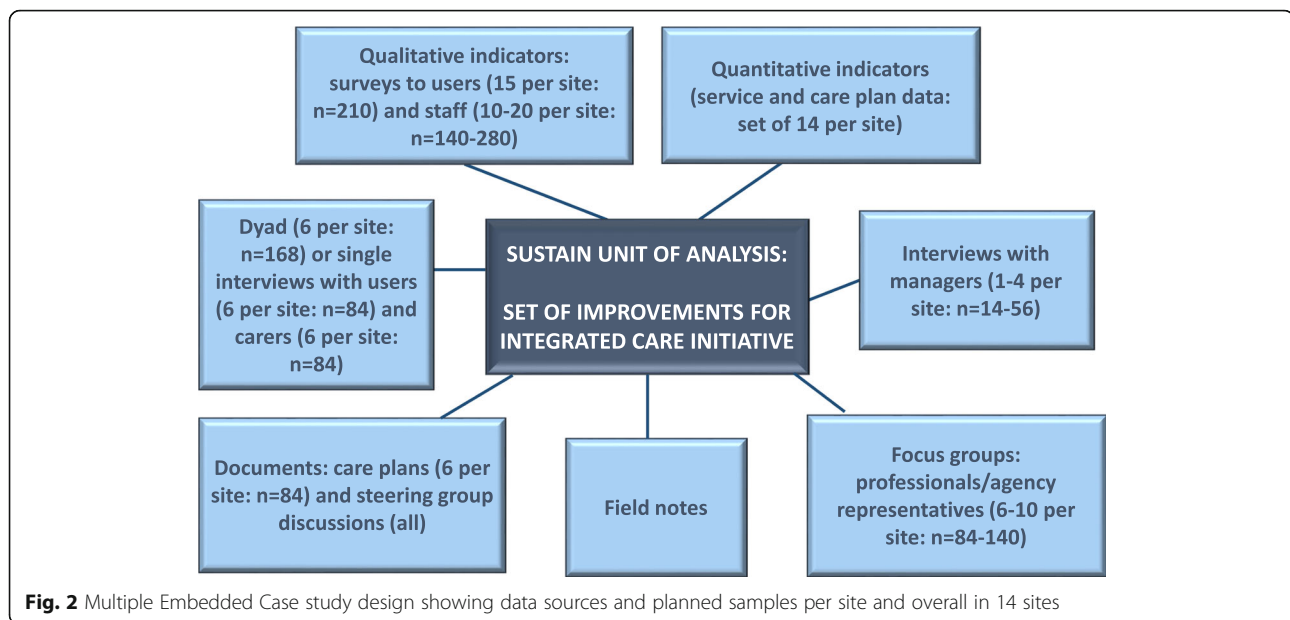 Qualitative indicators:
surveys to users (15 per site:
n=210) and staff (10-20 per site:
n=140-280)
Quantitative indicators
(service and care plan data:
set of 14 per site)
Dyad (6 per site:
n=168) or single
interviews with users
(6 per site: n=84) and
carers (6 per site:
n=84)
SUSTAIN UNIT OF ANALYSIS:
SET OF IMPROVEMENTS FOR
INTEGRATED CARE INITIATIVE
Interviews with
managers (1-4 per
site: n=14-56)
Documents: care plans (6 per
site: n=84) and steering group
discussions (all)
Field notes
Focus groups:
professionals/agency
representatives (6-10 per
site: n=84-140)
Fig. 2 Multiple Embedded Case study design showing data sources and planned samples per site and overall in 14 sites